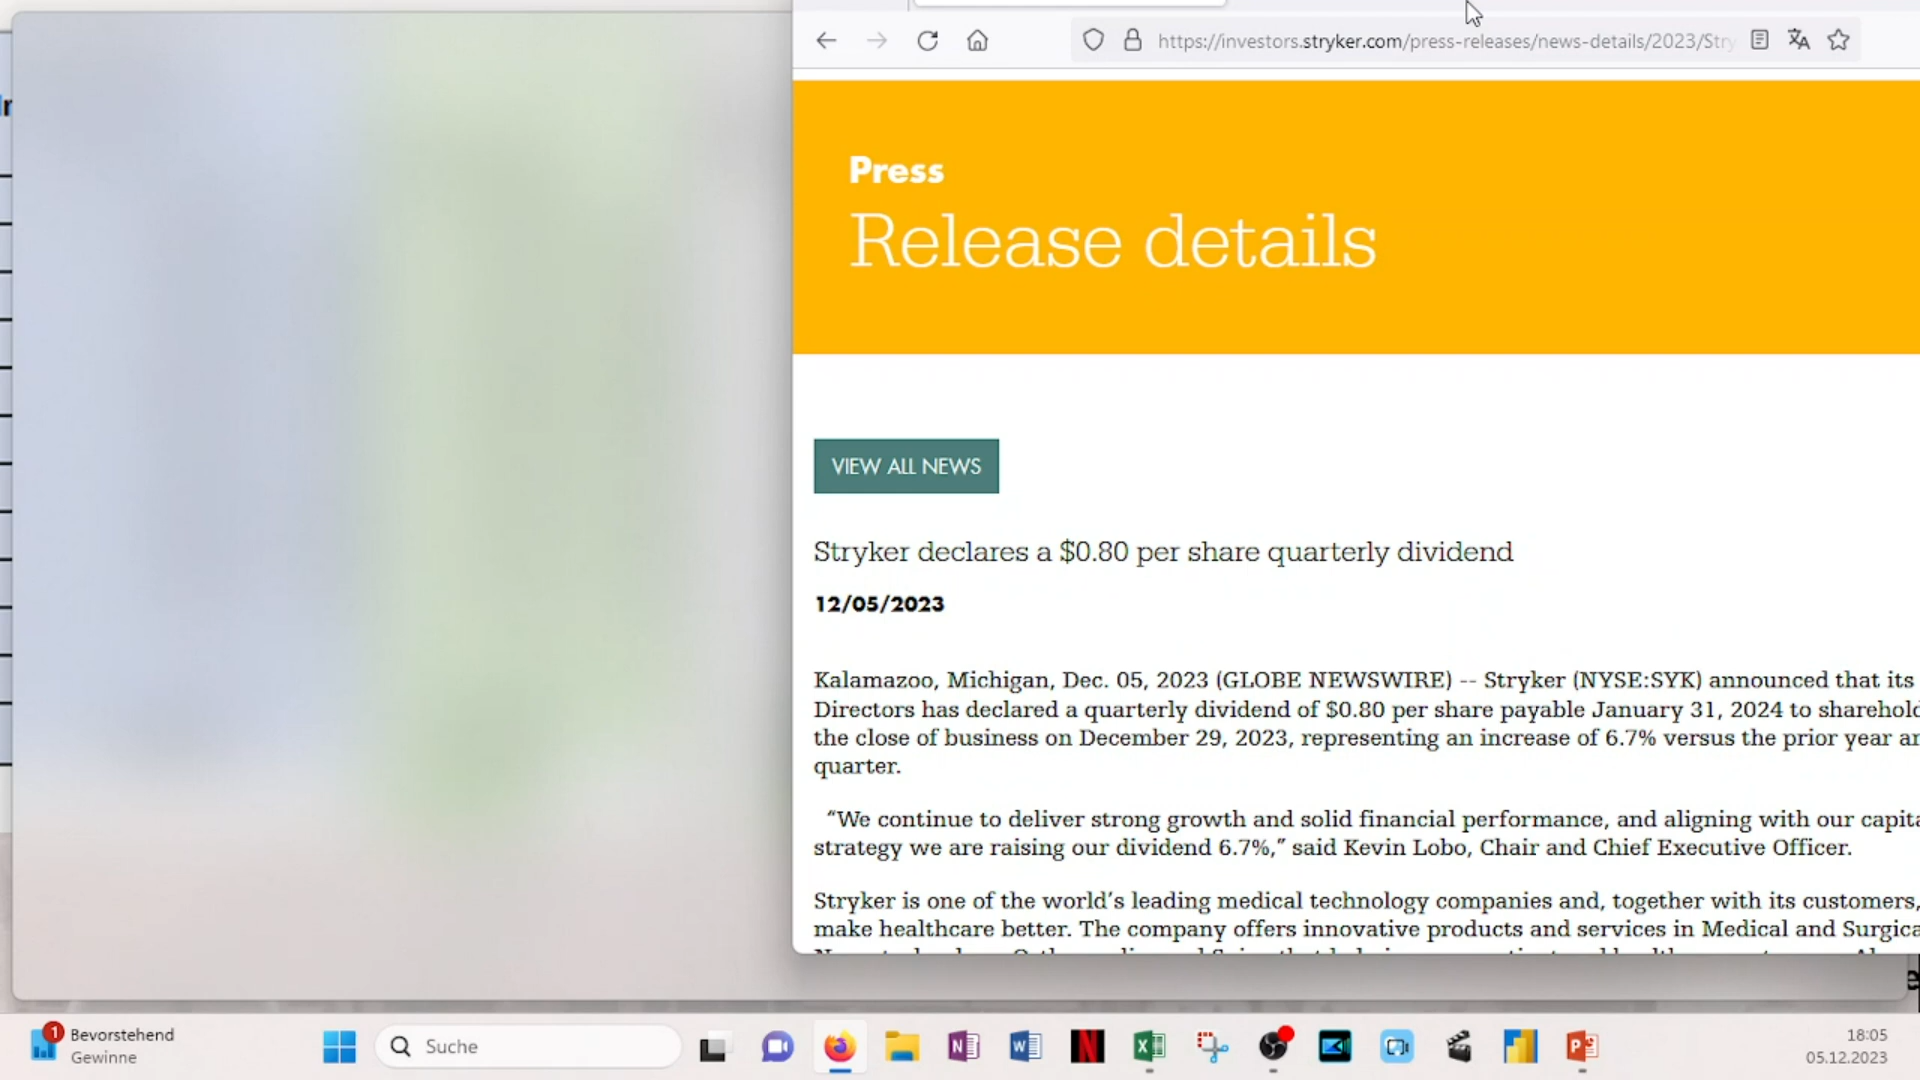 https://investors.stryker.com/press-releases/news-details/2023/Stry
Press
Release details
VIEW ALL NEWS
Stryker declares a $0.80 per share quarterly dividend
12/05/2023
Kalamazoo, Michigan, Dec. 05, 2023 (GLOBE NEWSWIRE) -- Stryker (NYSE:SYK) announced that its
Directors has declared a quarterly dividend of $0.80 per share payable January 31, 2024 to sharehold
the close of business on December 29, 2023, representing an increase of 6.7% versus the prior year an
quarter.
“We continue to deliver strong growth and solid financial performance, and aligning with our capita
strategy we are raising our dividend 6.7%,” said Kevin Lobo, Chair and Chief Executive Officer.
Stryker is one of the world’s leading medical technology companies and, together with its customers,
make healthcare better. The company offers innovative products and services in Medical and Surgica
1
Bevorstehend
Gewinne
Suche
18:05
05.12.2023